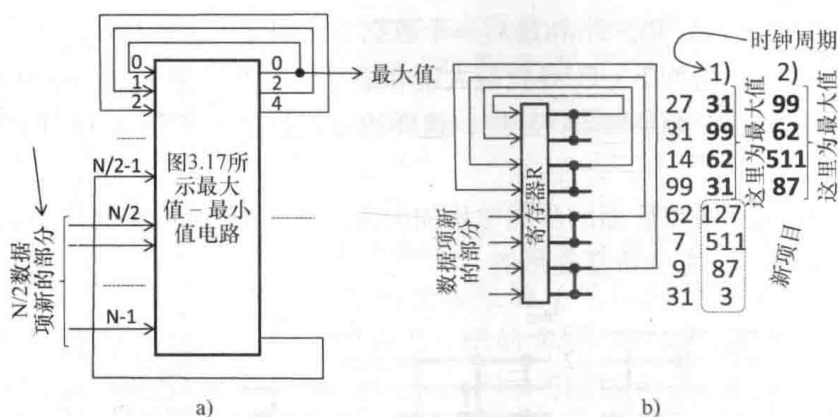 0
1
2
N/2-1
N/2
N-1
N/2数据
项新的部分
图3.17所
示最大
值－最小
值电路
0
2
4
最大值
a)
数据项新
的部分
寄存器R
时钟周期
1) 2)
27 31 99
31 99 62
14 62 511
99 31 87
62 127
7 511
9 87
31 3
这里为最大值
这里为最大值
新项目
b)